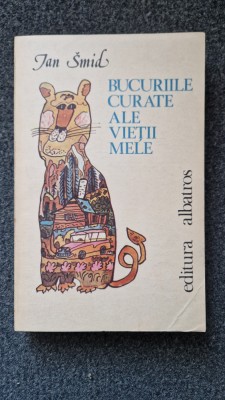 Jan Šmid
BUCURIILE
CURATE
ALE
VIEȚII
MELE
editura albatros